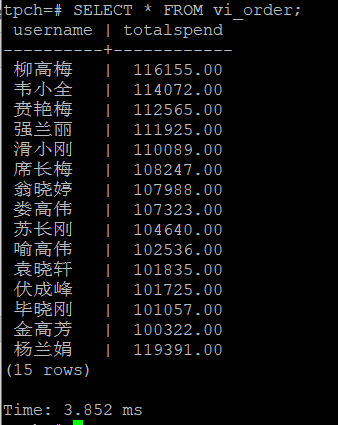 tpch=# SELECT * FROM vi_order;
 username | totalspend
----------+------------
 柳高梅   |  116155.00
 韦小全   |  114072.00
 贲艳梅   |  112565.00
 强兰丽   |  111925.00
 滑小刚   |  110089.00
 席长梅   |  108247.00
 翁晓婷   |  107988.00
 娄高伟   |  107323.00
 苏长刚   |  104640.00
 喻高伟   |  102536.00
 袁晓轩   |  101835.00
 伏成峰   |  101725.00
 毕晓刚   |  101057.00
 金高芳   |  100322.00
 杨兰娟   |  119391.00
(15 rows)
Time: 3.852 ms